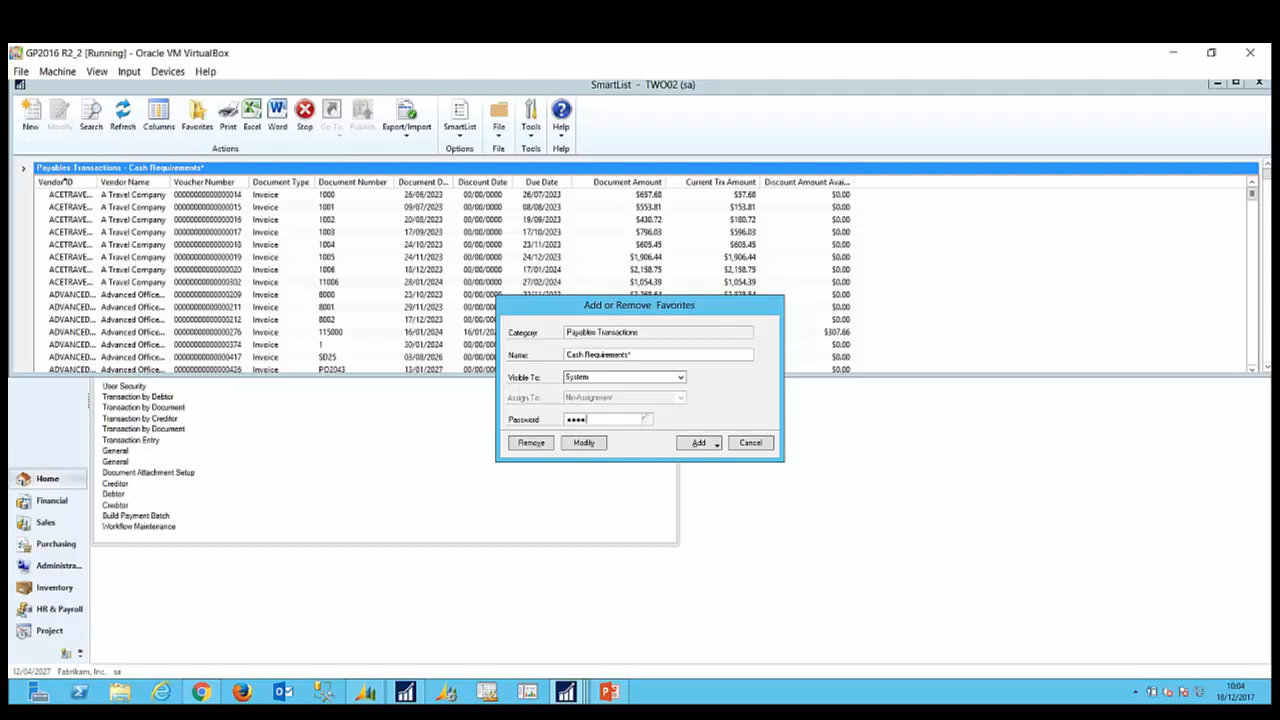 GP2016 R2_2 [Running] - Oracle VM VirtualBox
File Machine View Input Devices Help
SmartList - TWO02 (sa)
New Modify Search Refresh Columns Favorites Print Excel Word Stop Go To Publish Export/Import SmartList File Tools Help
Actions Options File Tools Help
Payables Transactions - Cash Requirements*
Vendor ID Vendor Name Voucher Number Document Type Document Number Document D... Discount Date Due Date Document Amount Current Trx Amount Discount Amount Avai...
ACETRAVE... A Travel Company 00000000000000014 Invoice 1000 26/06/2023 00/00/0000 26/07/2023 $657.68 $57.68 $0.00
ACETRAVE... A Travel Company 00000000000000015 Invoice 1001 09/07/2023 00/00/0000 08/08/2023 $553.81 $153.81 $0.00
ACETRAVE... A Travel Company 00000000000000016 Invoice 1002 20/08/2023 00/00/0000 19/09/2023 $430.72 $180.72 $0.00
ACETRAVE... A Travel Company 00000000000000017 Invoice 1003 17/09/2023 00/00/0000 17/10/2023 $796.03 $596.03 $0.00
ACETRAVE... A Travel Company 00000000000000018 Invoice 1004 24/10/2023 00/00/0000 23/11/2023 $605.45 $605.45 $0.00
ACETRAVE... A Travel Company 00000000000000019 Invoice 1005 24/11/2023 00/00/0000 24/12/2023 $1,906.44 $1,906.44 $0.00
ACETRAVE... A Travel Company 00000000000000020 Invoice 1006 18/12/2023 00/00/0000 17/01/2024 $2,158.75 $2,158.75 $0.00
ACETRAVE... A Travel Company 00000000000000302 Invoice 11006 28/01/2024 00/00/0000 27/02/2024 $1,054.39 $1,054.39 $0.00
ADVANCED... Advanced Office... 00000000000000209 Invoice 8000 23/10/2023 00/00/0000
ADVANCED... Advanced Office... 00000000000000211 Invoice 8001 29/11/2023 00/00/0000
ADVANCED... Advanced Office... 00000000000000212 Invoice 8002 17/12/2023 00/00/0000
ADVANCED... Advanced Office... 00000000000000276 Invoice 115000 16/01/2024 16/01/ $307.66
ADVANCED... Advanced Office... 00000000000000374 Invoice 1 30/01/2024 00/00/0000 $0.00
ADVANCED... Advanced Office... 00000000000000417 Invoice SD25 03/08/2026 00/00/0000 $0.00
ADVANCED... Advanced Office... 00000000000000426 Invoice PO2043 13/01/2027 00/00/0000 $0.00
Add or Remove Favorites
Category: Payables Transactions
Name: Cash Requirements*
Visible To: System
Assign To: No-Assignment
Password ••••
Remove Modify Add Cancel
User Security
Transaction by Debtor
Transaction by Document
Transaction by Creditor
Transaction by Document
Transaction Entry
General
General
Document Attachment Setup
Creditor
Debtor
Creditor
Build Payment Batch
Workflow Maintenance
Home
Financial
Sales
Purchasing
Administra...
Inventory
HR & Payroll
Project
12/04/2027 Fabrikam, Inc. sa
10:04
18/12/2017